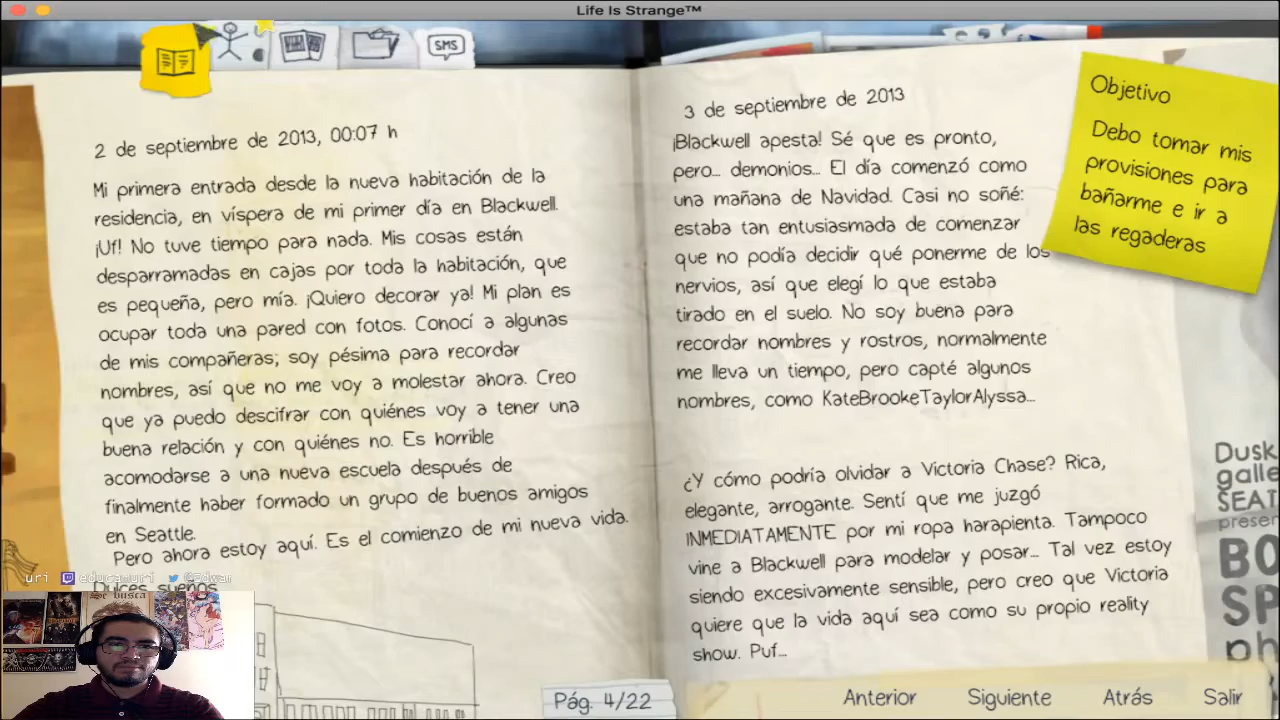 Life Is Strange™
SMS
2 de septiembre de 2013, 00:07 h
Mi primera entrada desde la nueva habitación de la
residencia, en víspera de mi primer día en Blackwell.
¡Uf! No tuve tiempo para nada. Mis cosas están
desparramadas en cajas por toda la habitación, que
es pequeña, pero mía. ¡Quiero decorar ya! Mi plan es
ocupar toda una pared con fotos. Conocí a algunas
de mis compañeras; soy pésima para recordar
nombres, así que no me voy a molestar ahora. Creo
que ya puedo descifrar con quiénes voy a tener una
buena relación y con quiénes no. Es horrible
acomodarse a una nueva escuela después de
finalmente haber formado un grupo de buenos amigos
en Seattle.
Pero ahora estoy aquí. Es el comienzo de mi nueva vida.
Dulces sueños
uri educamuri @adwam
Se busca
3 de septiembre de 2013
¡Blackwell apesta! Sé que es pronto,
pero... demonios... El día comenzó como
una mañana de Navidad. Casi no soñé:
estaba tan entusiasmada de comenzar
que no podía decidir qué ponerme de los
nervios, así que elegí lo que estaba
tirado en el suelo. No soy buena para
recordar nombres y rostros, normalmente
me lleva un tiempo, pero capté algunos
nombres, como KateBrookeTaylorAlyssa...
¿Y cómo podría olvidar a Victoria Chase? Rica,
elegante, arrogante. Sentí que me juzgó
INMEDIATAMENTE por mi ropa harapienta. Tampoco
vine a Blackwell para modelar y posar... Tal vez estoy
siendo excesivamente sensible, pero creo que Victoria
quiere que la vida aquí sea como su propio reality
show. Puf...
Objetivo
Debo tomar mis
provisiones para
bañarme e ir a
las regaderas
Dusk
galle
SEAT
presen
BO
SP
ph
Pág. 4/22
Anterior Siguiente Atrás Salir